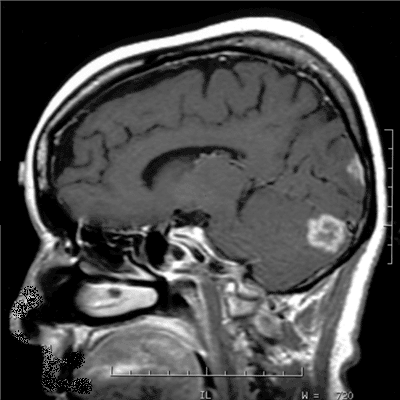 IL W = 720